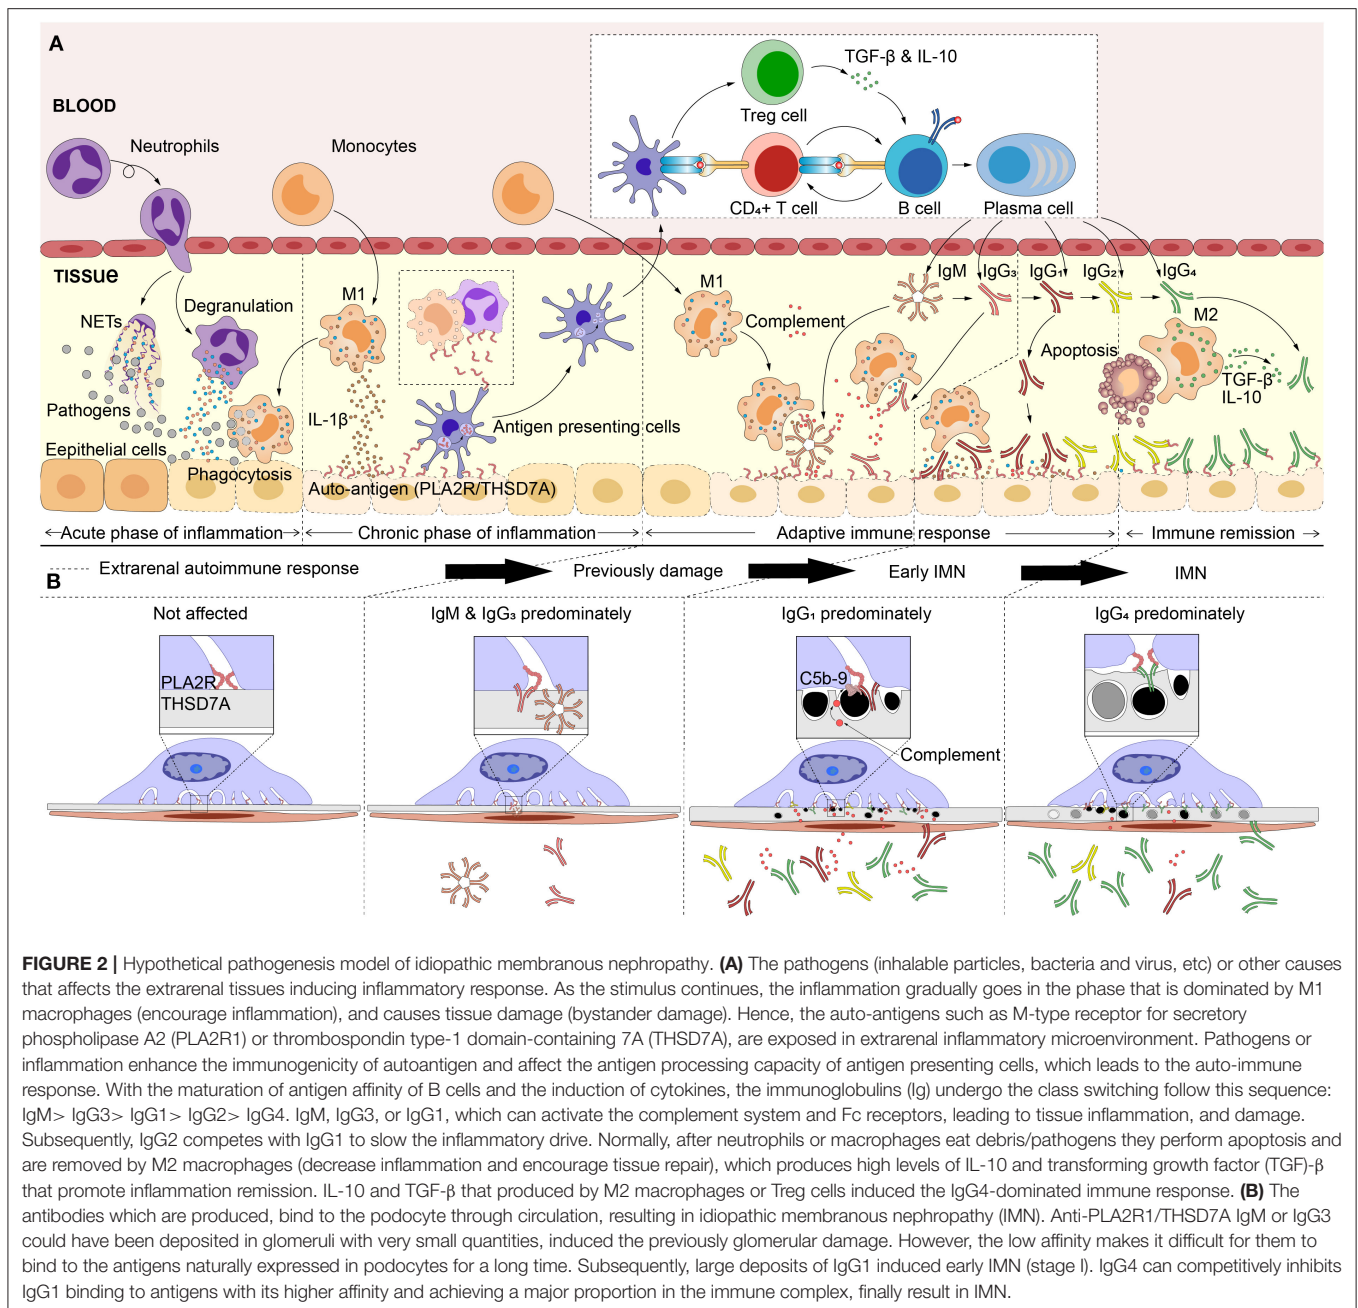 A
BLOOD
Neutrophils
Monocytes
TGF-β & IL-10
Treg cell
CD₄+ T cell
B cell
Plasma cell
TISSUE
IgM
IgG₃
IgG₁
IgG₂
IgG₄
NETs
Degranulation
M1
M1
Complement
M2
Apoptosis
TGF-β
IL-10
Pathogens
IL-1β
Antigen presenting cells
Eepithelial cells
Phagocytosis
Auto-antigen (PLA2R/THSD7A)
Acute phase of inflammation
Chronic phase of inflammation
Adaptive immune response
Immune remission
Extrarenal autoimmune response
Previously damage
Early IMN
IMN
B
Not affected
IgM & IgG₃ predominately
IgG₁ predominately
IgG₄ predominately
PLA2R
THSD7A
C5b-9
Complement
FIGURE 2 | Hypothetical pathogenesis model of idiopathic membranous nephropathy. (A) The pathogens (inhalable particles, bacteria and virus, etc) or other causes
that affects the extrarenal tissues inducing inflammatory response. As the stimulus continues, the inflammation gradually goes in the phase that is dominated by M1
macrophages (encourage inflammation), and causes tissue damage (bystander damage). Hence, the auto-antigens such as M-type receptor for secretory
phospholipase A2 (PLA2R1) or thrombospondin type-1 domain-containing 7A (THSD7A), are exposed in extrarenal inflammatory microenvironment. Pathogens or
inflammation enhance the immunogenicity of autoantigen and affect the antigen processing capacity of antigen presenting cells, which leads to the auto-immune
response. With the maturation of antigen affinity of B cells and the induction of cytokines, the immunoglobulins (Ig) undergo the class switching follow this sequence:
IgM> IgG3> IgG1> IgG2> IgG4. IgM, IgG3, or IgG1, which can activate the complement system and Fc receptors, leading to tissue inflammation, and damage.
Subsequently, IgG2 competes with IgG1 to slow the inflammatory drive. Normally, after neutrophils or macrophages eat debris/pathogens they perform apoptosis and
are removed by M2 macrophages (decrease inflammation and encourage tissue repair), which produces high levels of IL-10 and transforming growth factor (TGF)-β
that promote inflammation remission. IL-10 and TGF-β that produced by M2 macrophages or Treg cells induced the IgG4-dominated immune response. (B) The
antibodies which are produced, bind to the podocyte through circulation, resulting in idiopathic membranous nephropathy (IMN). Anti-PLA2R1/THSD7A IgM or IgG3
could have been deposited in glomeruli with very small quantities, induced the previously glomerular damage. However, the low affinity makes it difficult for them to
bind to the antigens naturally expressed in podocytes for a long time. Subsequently, large deposits of IgG1 induced early IMN (stage I). IgG4 can competitively inhibits
IgG1 binding to antigens with its higher affinity and achieving a major proportion in the immune complex, finally result in IMN.